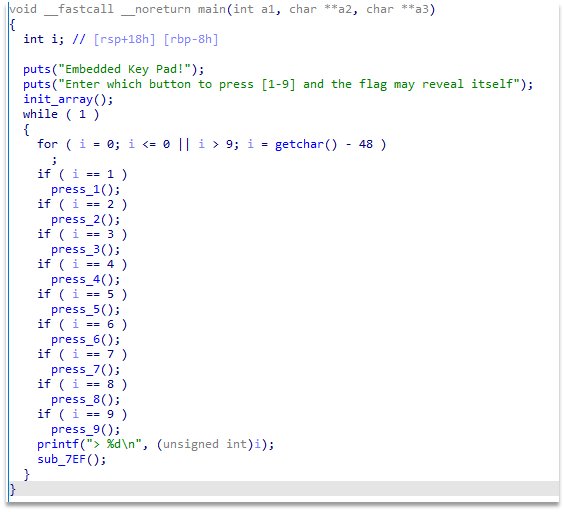 void __fastcall __noreturn main(int a1, char **a2, char **a3)
{
  int i; // [rsp+18h] [rbp-8h]

  puts("Embedded Key Pad!");
  puts("Enter which button to press [1-9] and the flag may reveal itself");
  init_array();
  while ( 1 )
  {
    for ( i = 0; i <= 0 || i > 9; i = getchar() - 48 )
      ;
    if ( i == 1 )
      press_1();
    if ( i == 2 )
      press_2();
    if ( i == 3 )
      press_3();
    if ( i == 4 )
      press_4();
    if ( i == 5 )
      press_5();
    if ( i == 6 )
      press_6();
    if ( i == 7 )
      press_7();
    if ( i == 8 )
      press_8();
    if ( i == 9 )
      press_9();
    printf("> %d\n", (unsigned int)i);
    sub_7EF();
  }
}